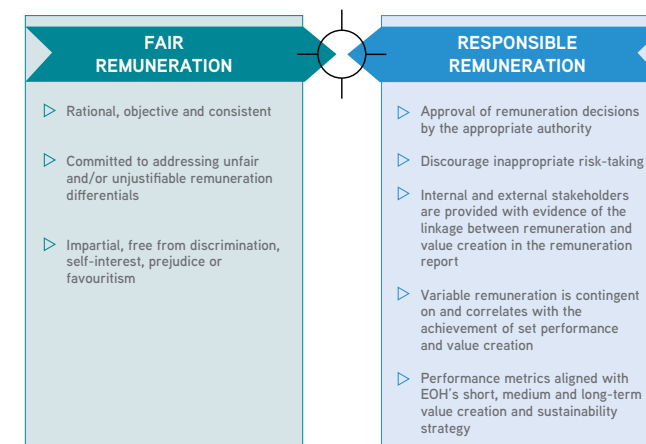 FAIR
REMUNERATION
Rational, objective and consistent
Committed to addressing unfair
and/or unjustifiable remuneration
differentials
Impartial, free from discrimination,
self-interest, prejudice or
favouritism
RESPONSIBLE
REMUNERATION
Approval of remuneration decisions
by the appropriate authority
Discourage inappropriate risk-taking
Internal and external stakeholders
are provided with evidence of the
linkage between remuneration and
value creation in the remuneration
report
Variable remuneration is contingent
on and correlates with the
achievement of set performance
and value creation
Performance metrics aligned with
EOH's short, medium and long-term
value creation and sustainability
strategy